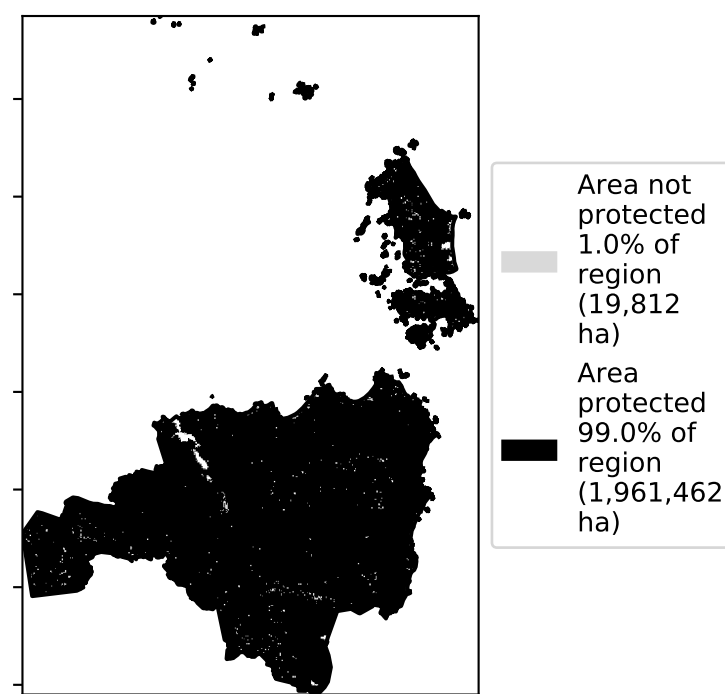 Area not
protected
1.0% of
region
(19,812
ha)
Area
protected
99.0% of
region
(1,961,462
ha)